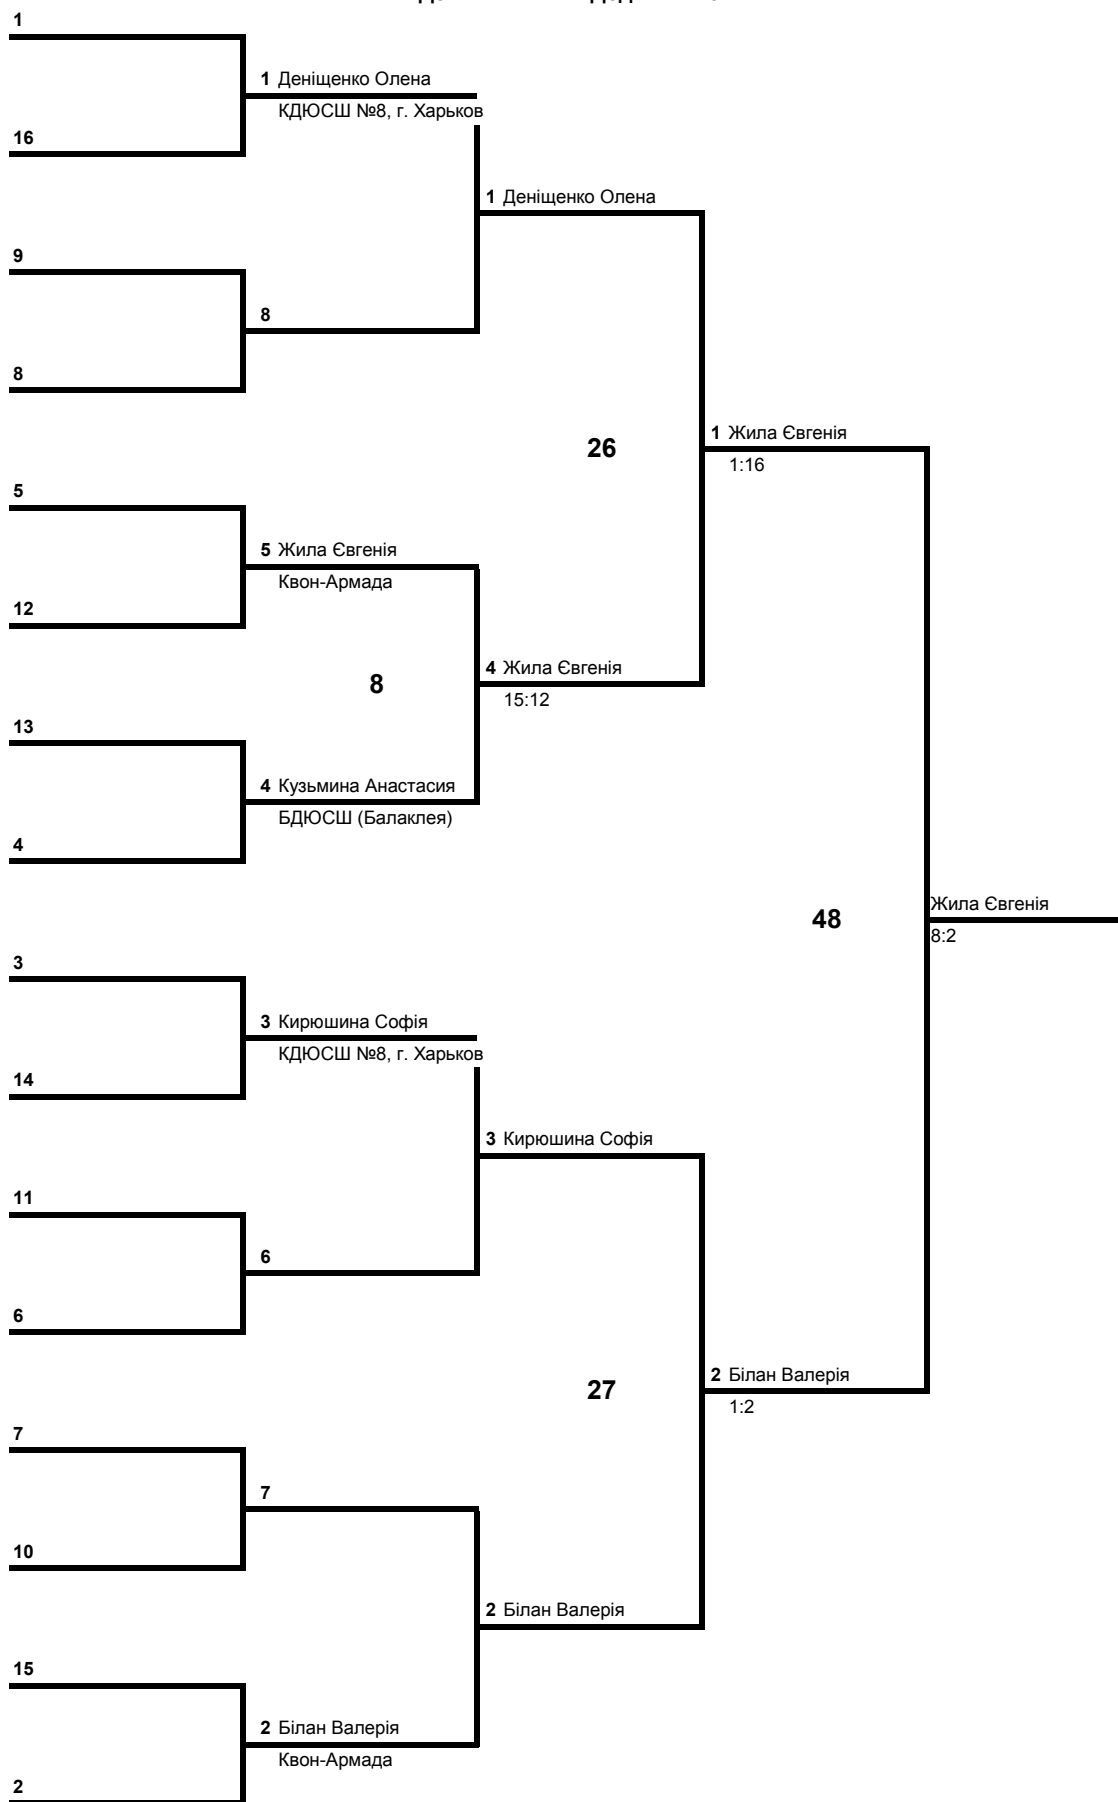 1
1 Деніщенко Олена
КДЮСШ №8, г. Харьков
16
1 Деніщенко Олена
9
8
8
26
1 Жила Євгенія
1:16
5
5 Жила Євгенія
Квон-Армада
12
4 Жила Євгенія
8
15:12
13
4 Кузьмина Анастасия
БДЮСШ (Балаклея)
4
Жила Євгенія
48
8:2
3
3 Кирюшина Софія
КДЮСШ №8, г. Харьков
14
3 Кирюшина Софія
11
6
6
2 Білан Валерія
27
1:2
7
7
10
2 Білан Валерія
15
2 Білан Валерія
Квон-Армада
2